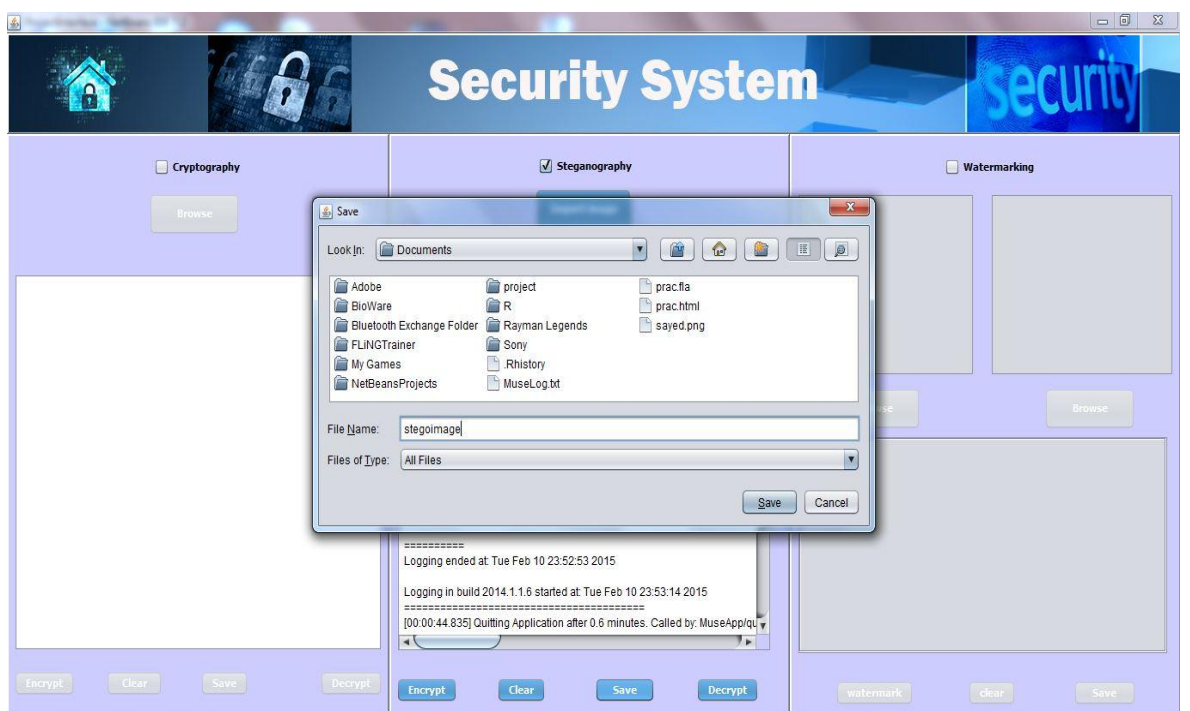 Security System
security
Cryptography
Steganography
Watermarking
Browse
Save
Look In:
Documents
Adobe
BioWare
Bluetooth Exchange Folder
FLiNGTrainer
My Games
NetBeansProjects
project
R
Rayman Legends
Sony
.Rhistory
MuseLog.txt
prac.fla
prac.html
sayed.png
File Name:
stegoimage
Files of Type:
All Files
Save
Cancel
Browse
==========
Logging ended at: Tue Feb 10 23:52:53 2015
Logging in build 2014.1.1.6 started at: Tue Feb 10 23:53:14 2015
========================================
[00:00:44.835] Quitting Application after 0.6 minutes. Called by: MuseApp/qu
Encrypt
Clear
Save
Decrypt
Encrypt
Clear
Save
Decrypt
watermark
clear
Save